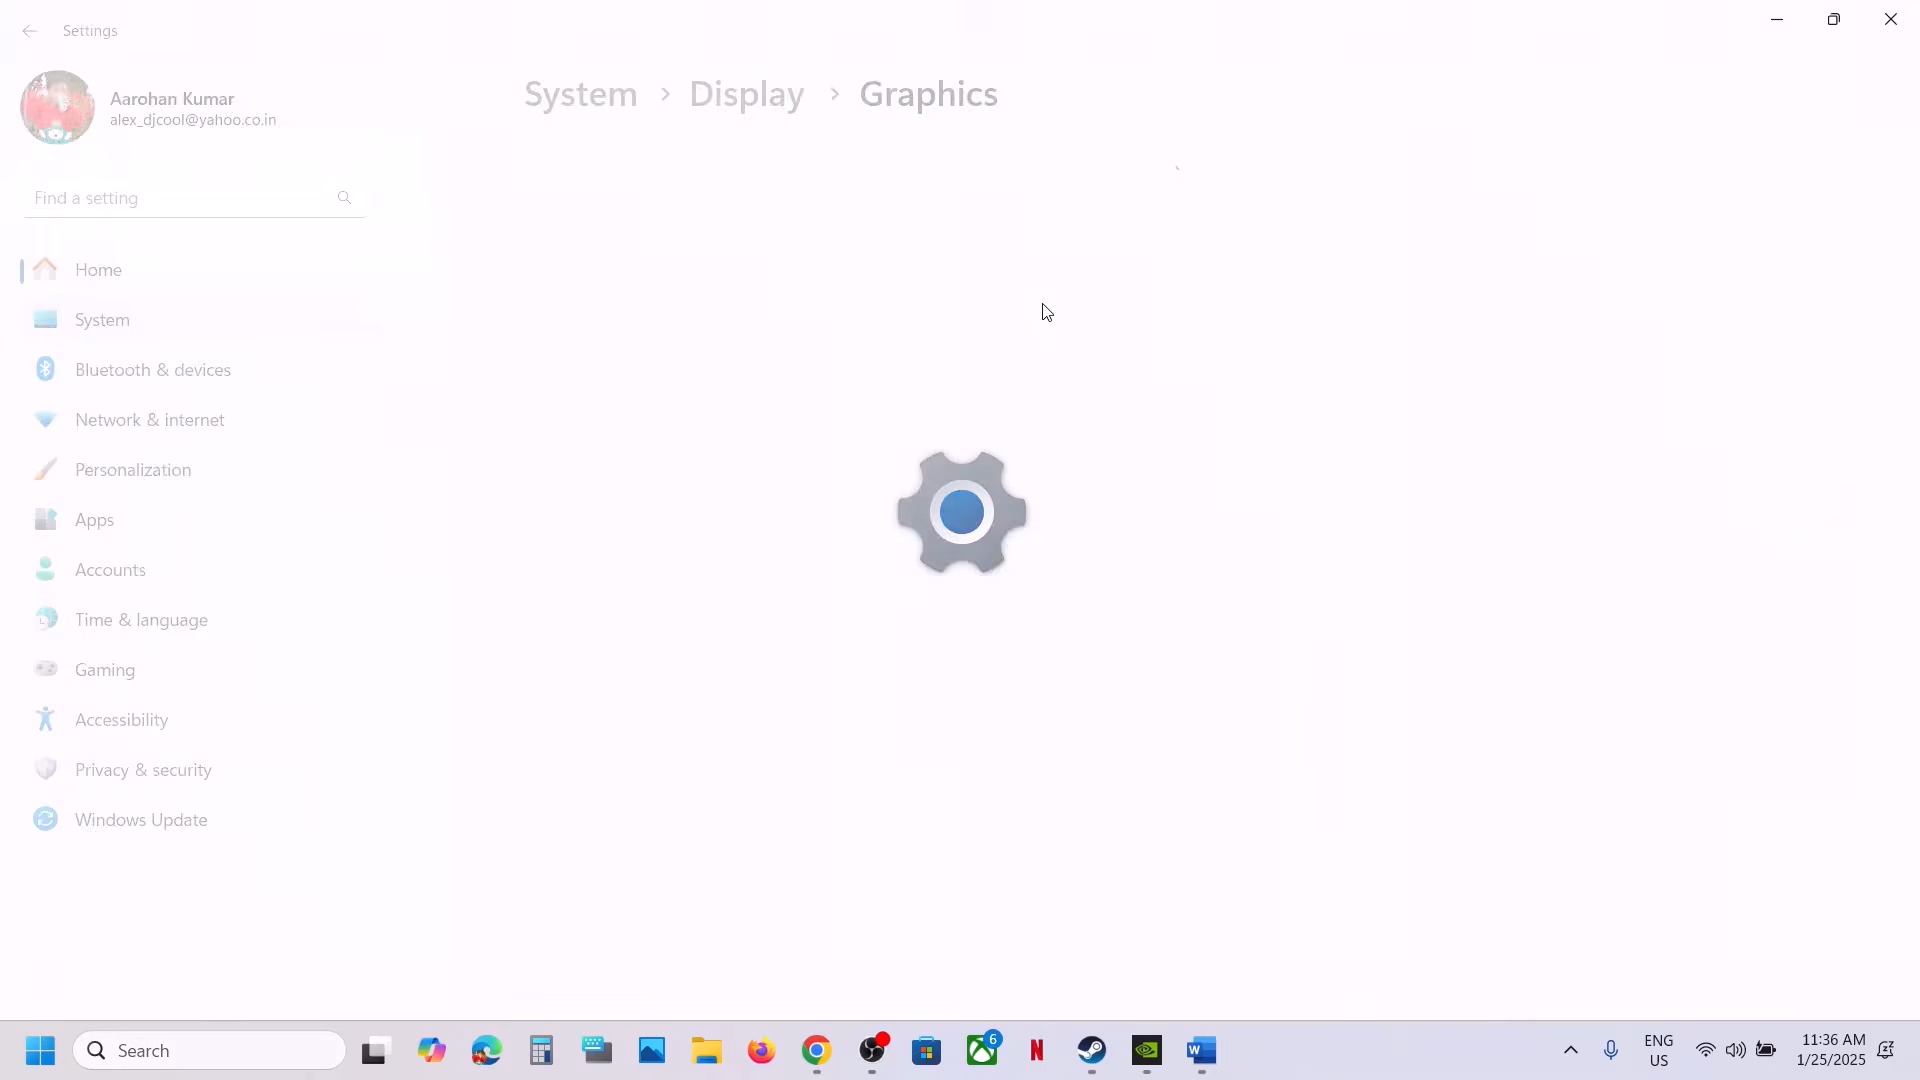 Settings
Aarohan Kumar
alex_djcool@yahoo.co.in
System > Display > Graphics
Find a setting
Home
System
Bluetooth & devices
Network & internet
Personalization
Apps
Accounts
Time & language
Gaming
Accessibility
Privacy & security
Windows Update
Search
6
ENG
US
11:36 AM
1/25/2025